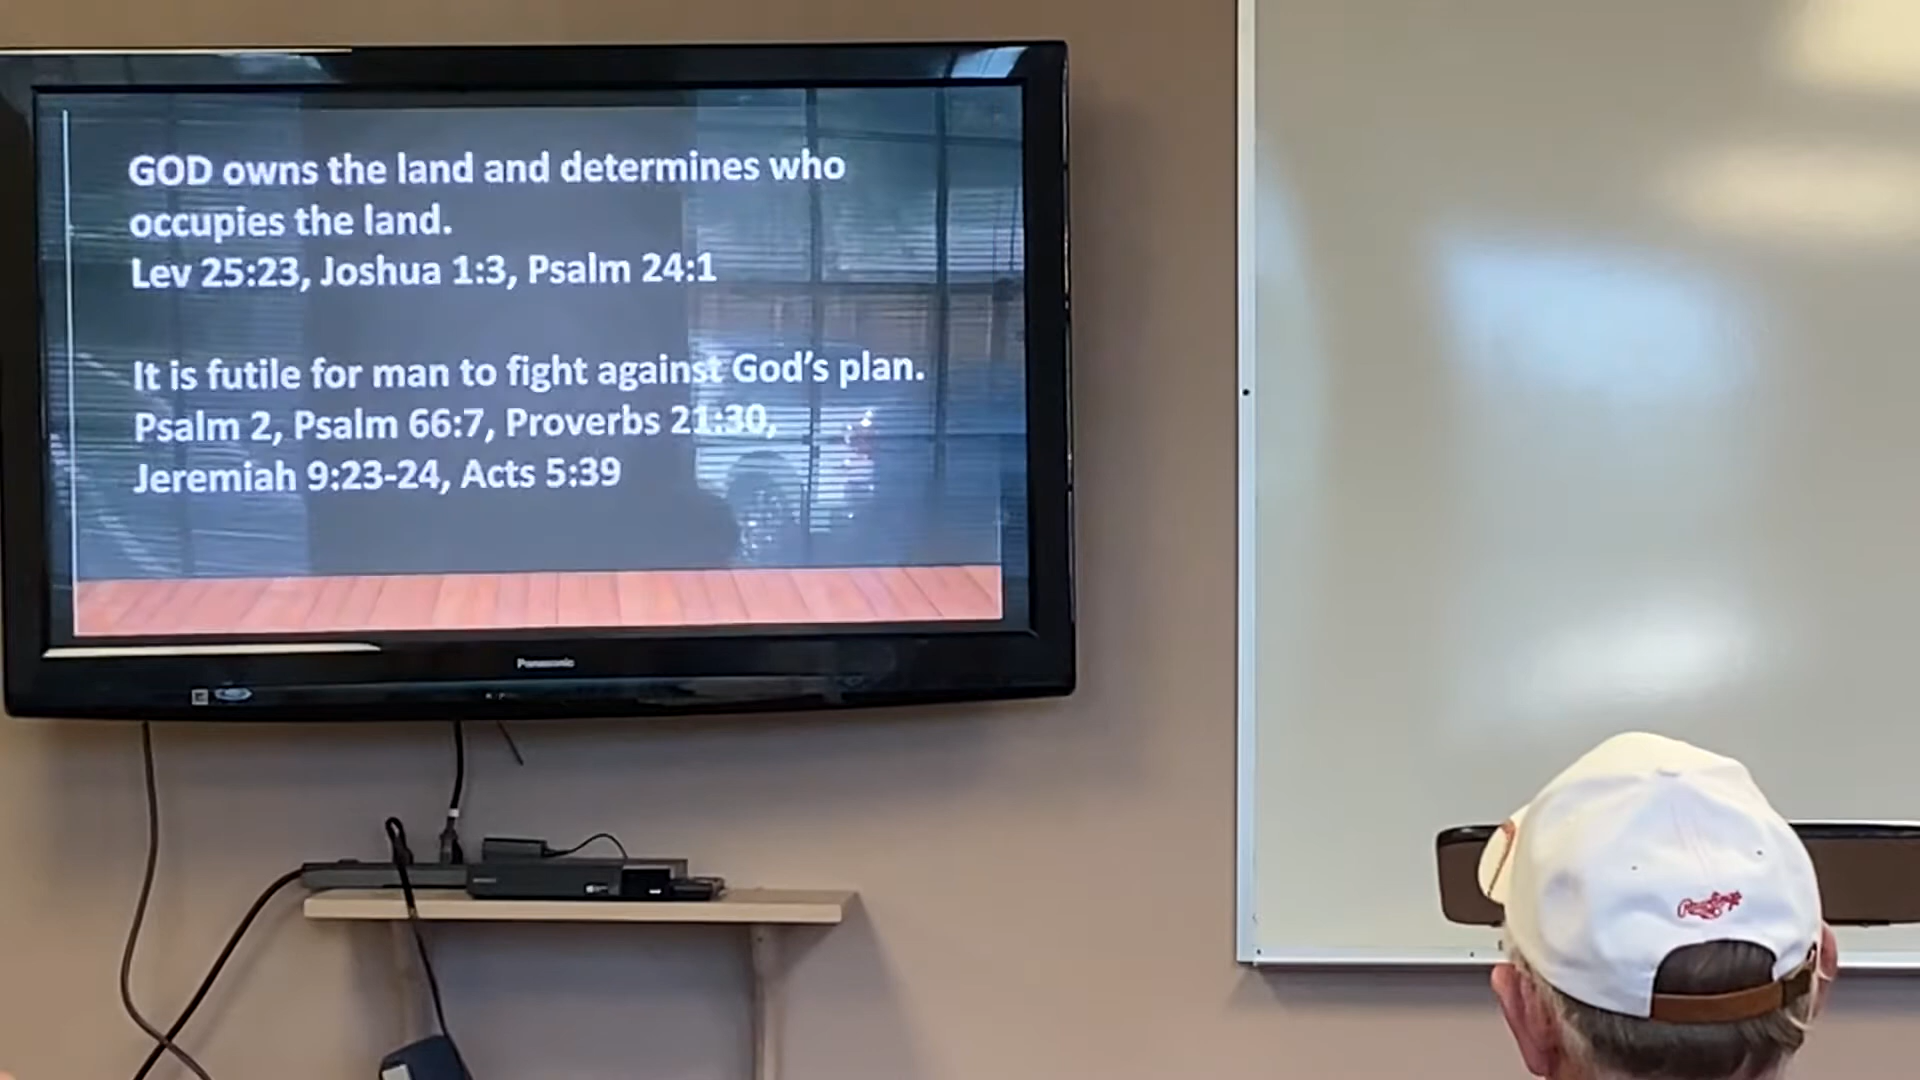 GOD owns the land and determines who
occupies the land.
Lev 25:23, Joshua 1:3, Psalm 24:1
It is futile for man to fight against God's plan.
Psalm 2, Psalm 66:7, Proverbs 21:30,
Jeremiah 9:23-24, Acts 5:39
Panasonic
Rawlings